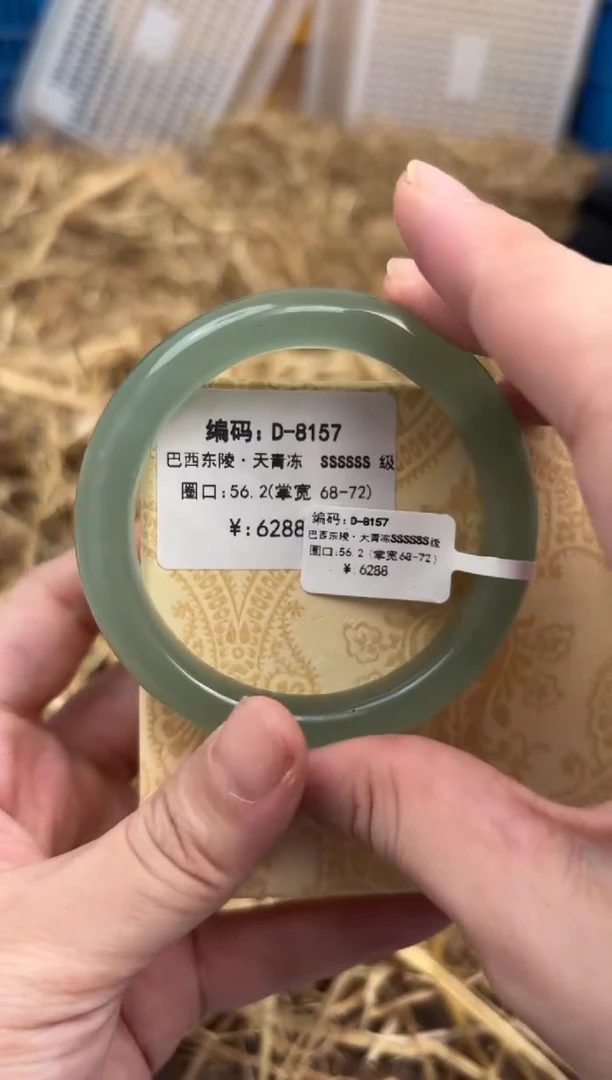 编码: D-8157
巴西东陵·天青冻 SSSSSS 级
圈口:56.2(掌宽 68-72)
¥:6288
编码: D-8157
巴西东陵·天青冻SSSSSS级
圈口:56.2(掌宽68-72)
¥:6288